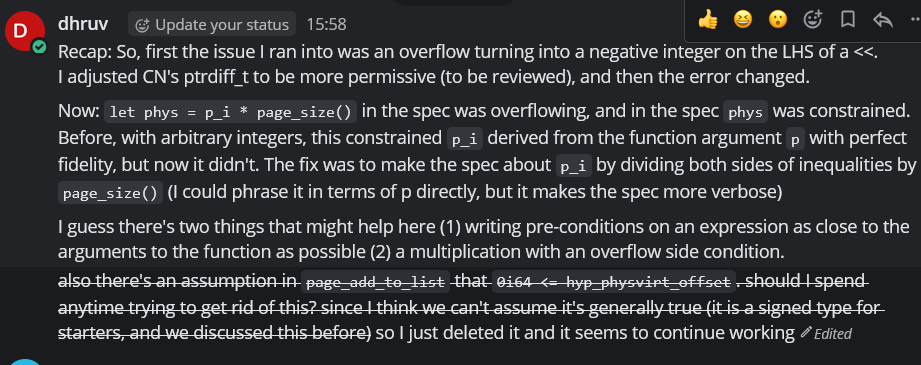 D
dhruv Update your status 15:58
Recap: So, first the issue I ran into was an overflow turning into a negative integer on the LHS of a <<.
I adjusted CN's ptrdiff_t to be more permissive (to be reviewed), and then the error changed.
Now: let phys = p_i * page_size() in the spec was overflowing, and in the spec phys was constrained.
Before, with arbitrary integers, this constrained p_i derived from the function argument p with perfect
fidelity, but now it didn't. The fix was to make the spec about p_i by dividing both sides of inequalities by
page_size() (I could phrase it in terms of p directly, but it makes the spec more verbose)
I guess there's two things that might help here (1) writing pre-conditions on an expression as close to the
arguments to the function as possible (2) a multiplication with an overflow side condition.
also there's an assumption in page_add_to_list that 0i64 <= hyp_physvirt_offset. should I spend
anytime trying to get rid of this? since I think we can't assume it's generally true (it is a signed type for
starters, and we discussed this before) so I just deleted it and it seems to continue working Edited